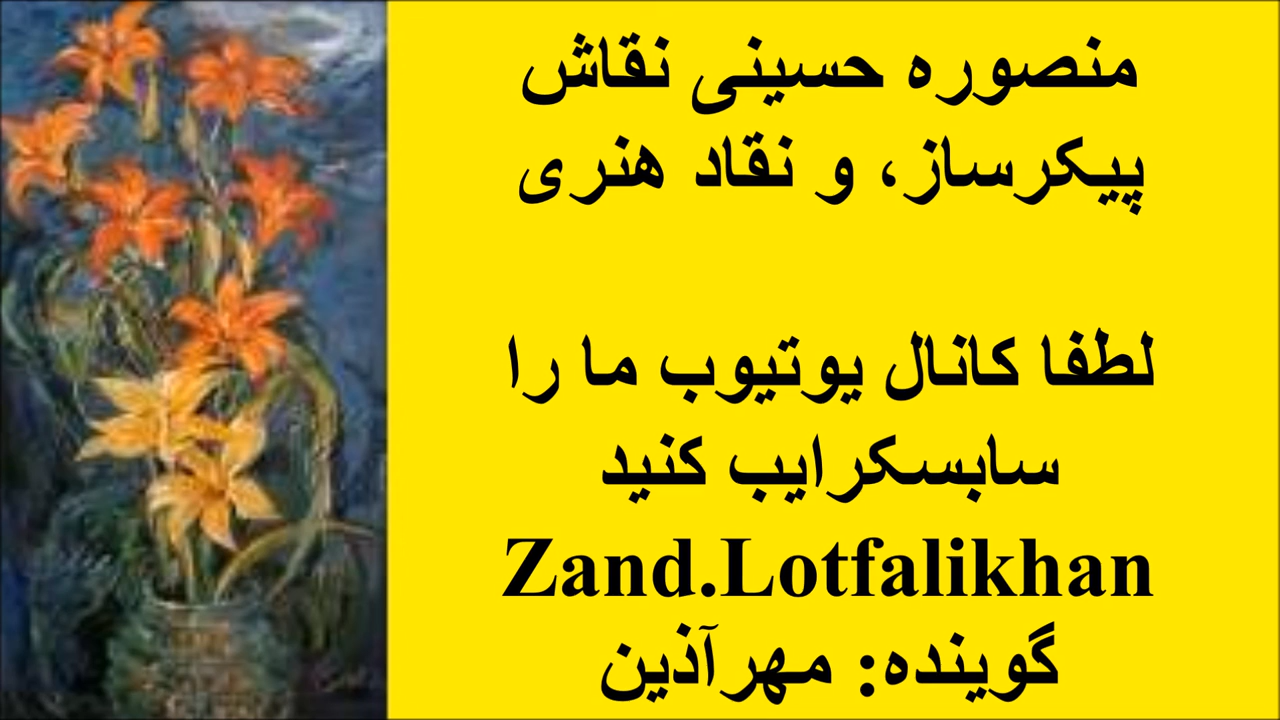 منصوره حسینی نقاش
پیکرساز، و نقاد هنری
لطفا کانال یوتیوب ما را
سابسکرایب کنید
Zand.Lotfalikhan
گوینده: مهرآذین